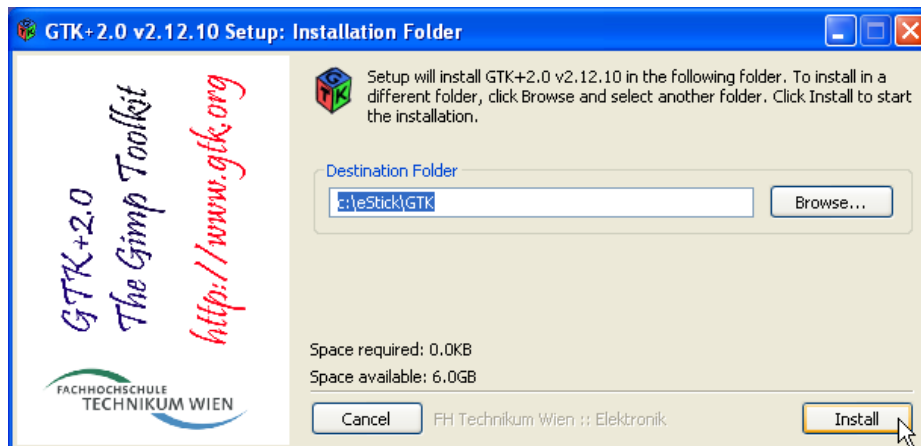 GTK+2.0 v2.12.10 Setup: Installation Folder
GTK+2.0
The Gimp Toolkit
http://www.gtk.org
FACHHOCHSCHULE
TECHNIKUM WIEN
GTK
Setup will install GTK+2.0 v2.12.10 in the following folder. To install in a
different folder, click Browse and select another folder. Click Install to start
the installation.
Destination Folder
c:\eStick\GTK
Browse...
Space required: 0.0KB
Space available: 6.0GB
Cancel
FH Technikum Wien :: Elektronik
Install